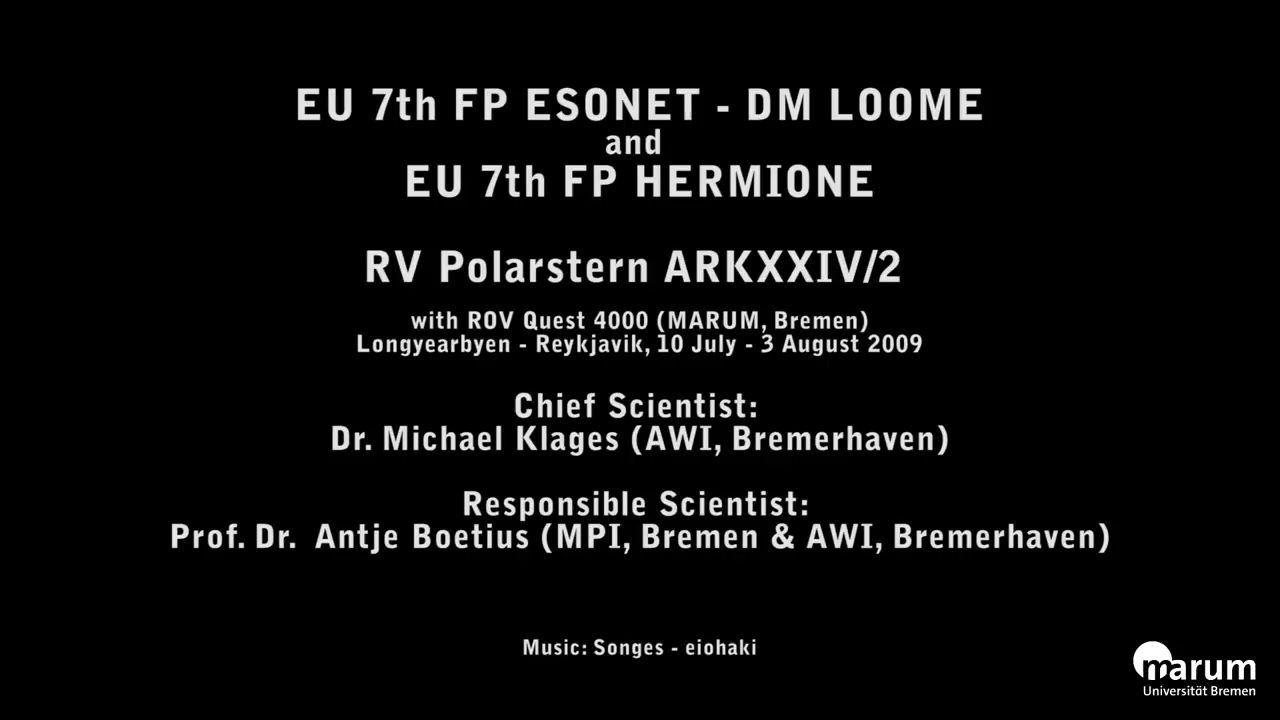 EU 7th FP ESONET - DM LOOME
and
EU 7th FP HERMIONE
RV Polarstern ARKXXIV/2
with ROV Quest 4000 (MARUM, Bremen)
Longyearbyen - Reykjavik, 10 July - 3 August 2009
Chief Scientist:
Dr. Michael Klages (AWI, Bremerhaven)
Responsible Scientist:
Prof. Dr. Antje Boetius (MPI, Bremen & AWI, Bremerhaven)
Music: Songes - eiohaki
marum
Universität Bremen